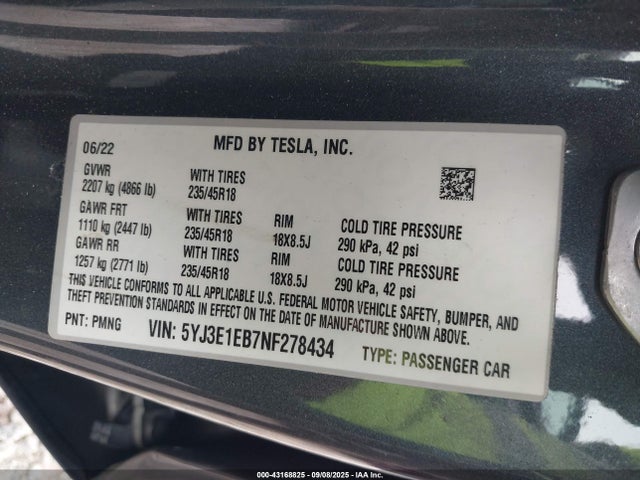 MFD BY TESLA, INC.
06/22
GVWR WITH TIRES
2207 kg (4866 lb) 235/45R18
GAWR FRT WITH TIRES RIM COLD TIRE PRESSURE
1110 kg (2447 lb) 235/45R18 18X8.5J 290 kPa, 42 psi
GAWR RR WITH TIRES RIM COLD TIRE PRESSURE
1257 kg (2771 lb) 235/45R18 18X8.5J 290 kPa, 42 psi
THIS VEHICLE CONFORMS TO ALL APPLICABLE U.S. FEDERAL MOTOR VEHICLE SAFETY, BUMPER, AND
THEFT PREVENTION STANDARDS IN EFFECT ON THE DATE OF MANUFACTURE SHOWN ABOVE.
PNT: PMNG VIN: 5YJ3E1EB7NF278434 TYPE: PASSENGER CAR
000-43168825 - 09/08/2025 - IAAI.COM